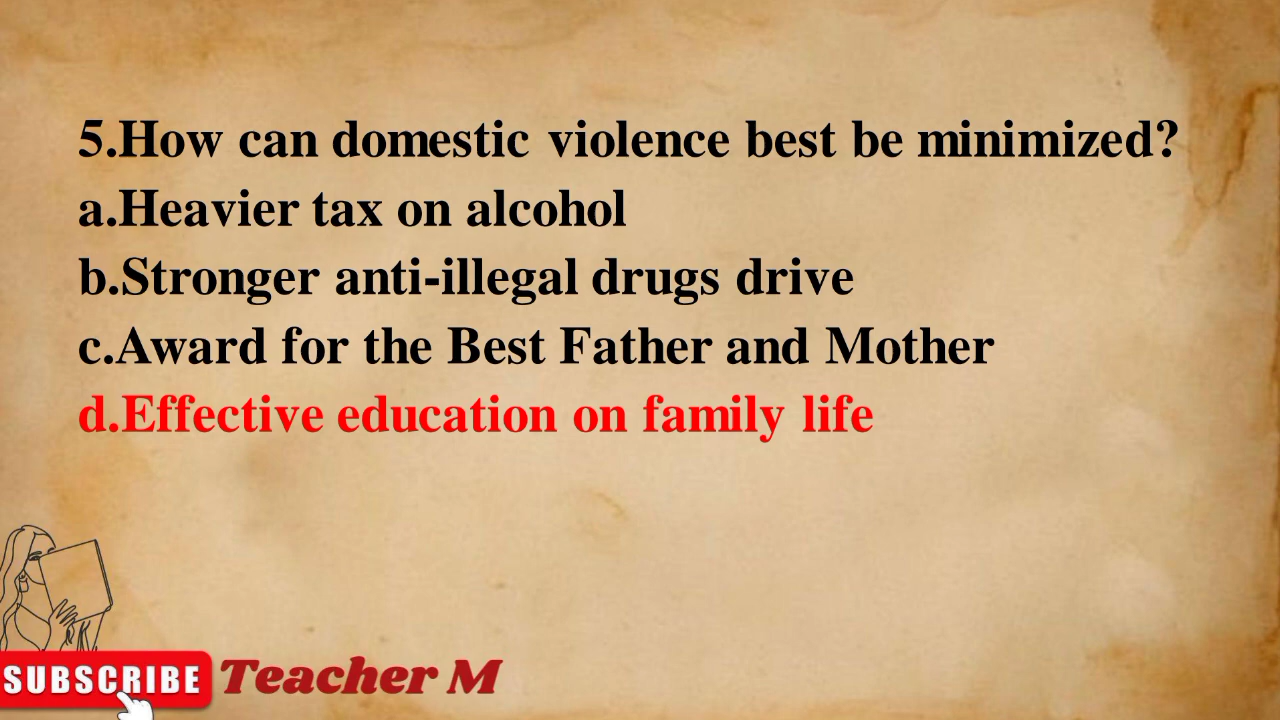 5.How can domestic violence best be minimized?
a.Heavier tax on alcohol
b.Stronger anti-illegal drugs drive
c.Award for the Best Father and Mother
d.Effective education on family life
SUBSCRIBE
Teacher M